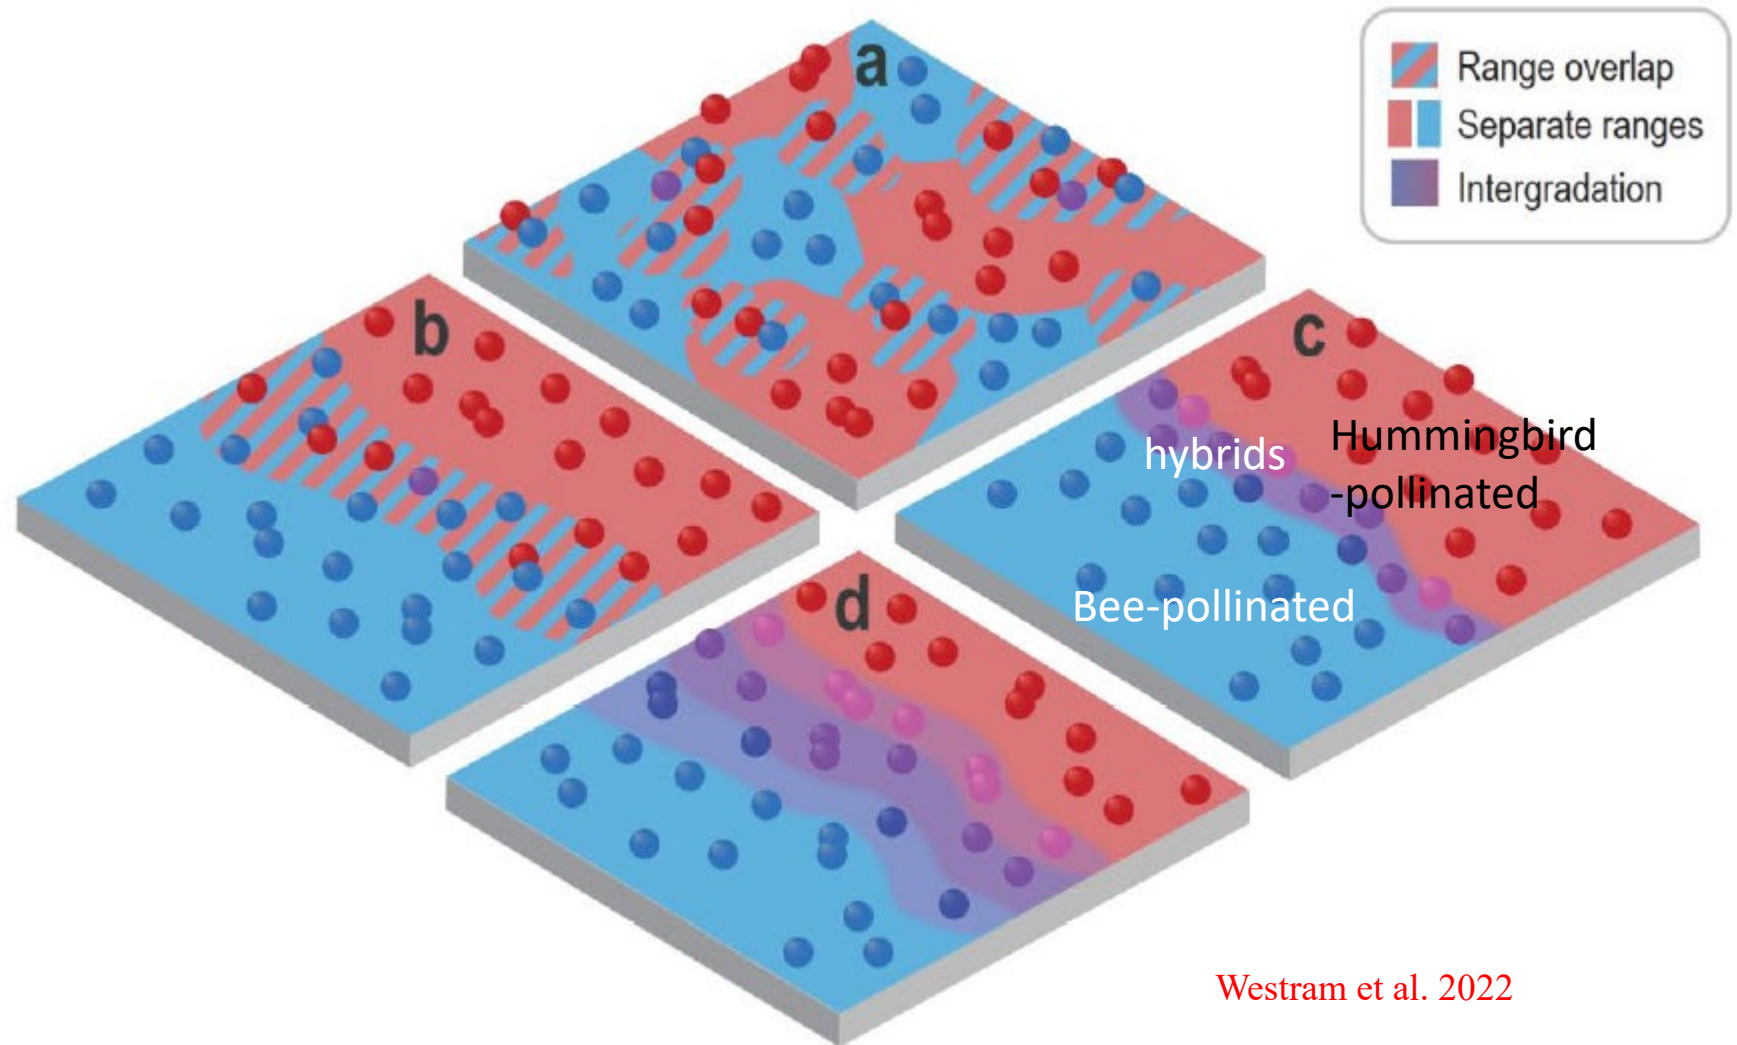 a
Range overlap
Separate ranges
Intergradation
b
c
hybrids
Hummingbird
-pollinated
Bee-pollinated
d
Westram et al. 2022